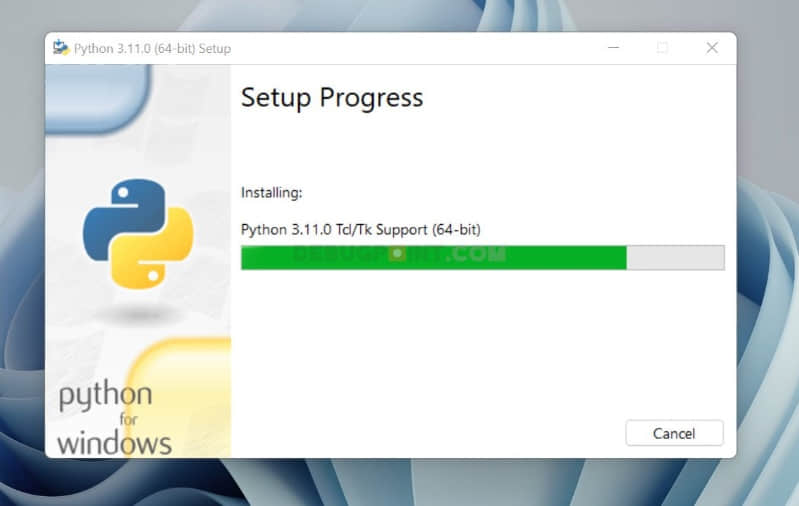 Python 3.11.0 (64-bit) Setup
Setup Progress
Installing:
Python 3.11.0 Tcl/Tk Support (64-bit)
DEBUGPOINT.COM
python
for
windows
Cancel